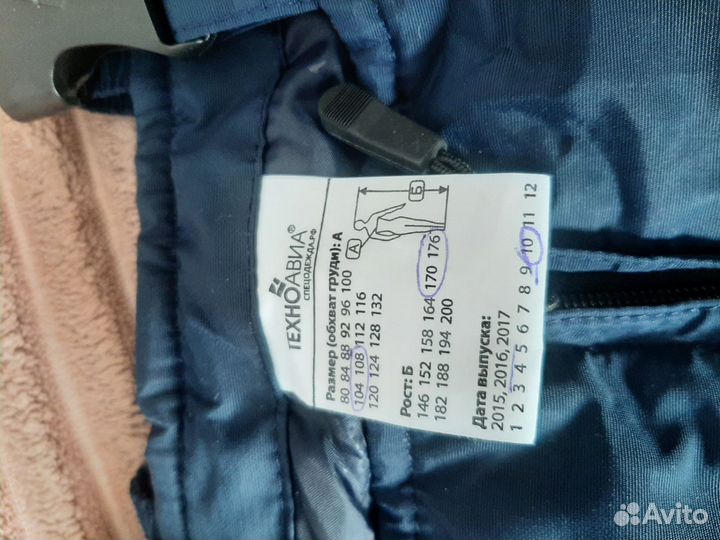 ТЕХНОАВИА®
СПЕЦОДЕЖДА.РФ
Размер (обхват груди): А
80 84 88 92 96 100
104 108 112 116
120 124 128 132
Рост: Б
146 152 158 164 170 176
182 188 194 200
Дата выпуска:
2015, 2016, 2017
1 2 3 4 5 6 7 8 9 10 11 12
А
Б
Avito